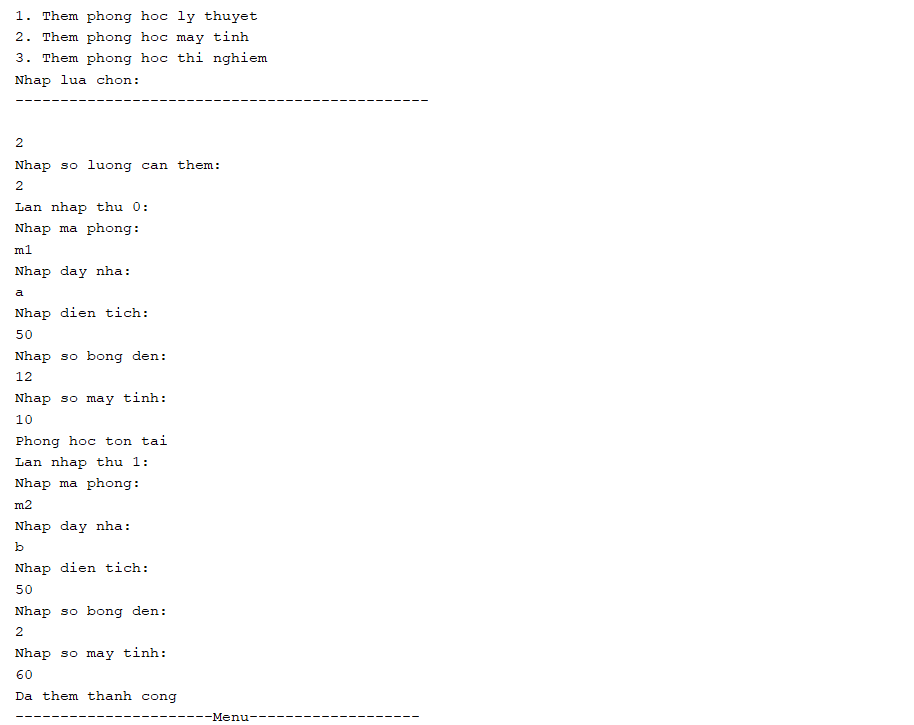 1. Them phong hoc ly thuyet
2. Them phong hoc may tinh
3. Them phong hoc thi nghiem
Nhap lua chon:
----------------------------------------------
2
Nhap so luong can them:
2
Lan nhap thu 0:
Nhap ma phong:
m1
Nhap day nha:
a
Nhap dien tich:
50
Nhap so bong den:
12
Nhap so may tinh:
10
Phong hoc ton tai
Lan nhap thu 1:
Nhap ma phong:
m2
Nhap day nha:
b
Nhap dien tich:
50
Nhap so bong den:
2
Nhap so may tinh:
60
Da them thanh cong
----------------------Menu-------------------